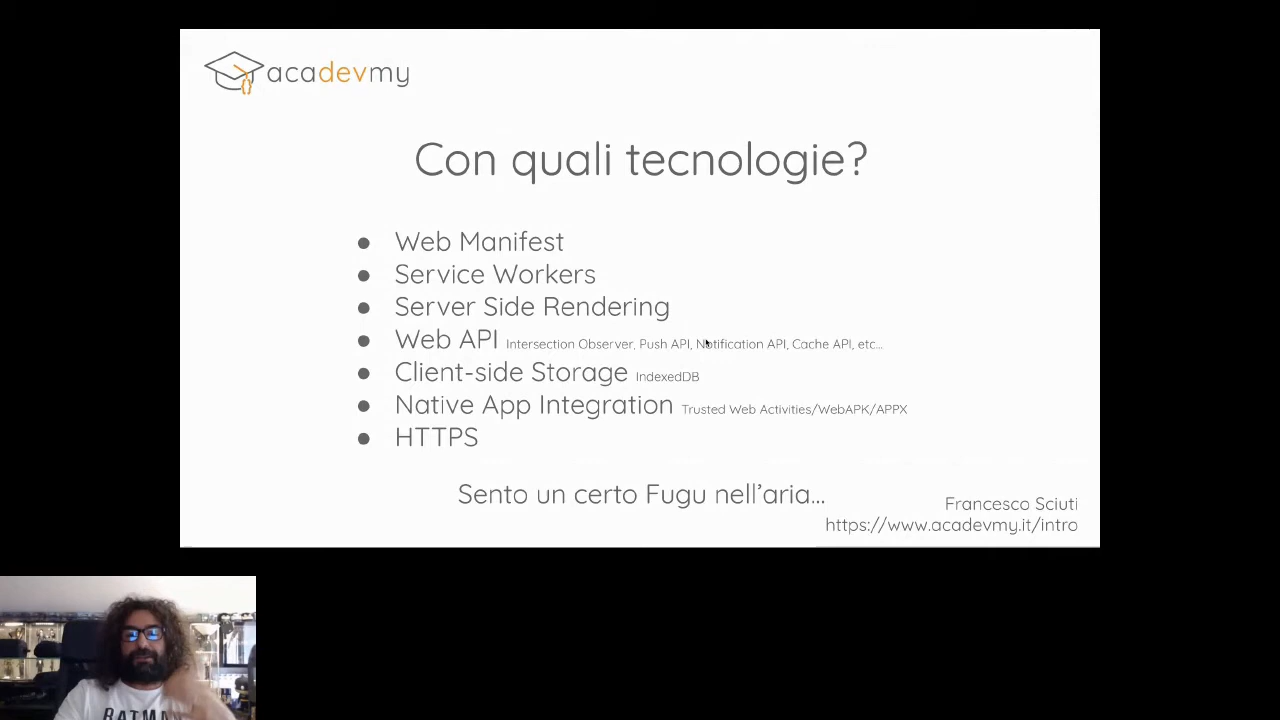 acadevmy
Con quali tecnologie?
● Web Manifest
● Service Workers
● Server Side Rendering
● Web API Intersection Observer, Push API, Notification API, Cache API, etc...
● Client-side Storage IndexedDB
● Native App Integration Trusted Web Activities/WebAPK/APPX
● HTTPS
Sento un certo Fugu nell’aria...
Francesco Sciuti
https://www.acadevmy.it/intro